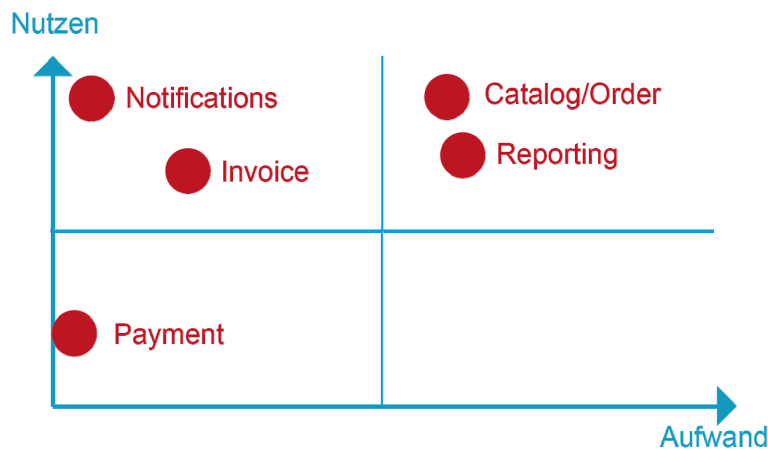 Nutzen
Notifications
Catalog/Order
Invoice
Reporting
Payment
Aufwand